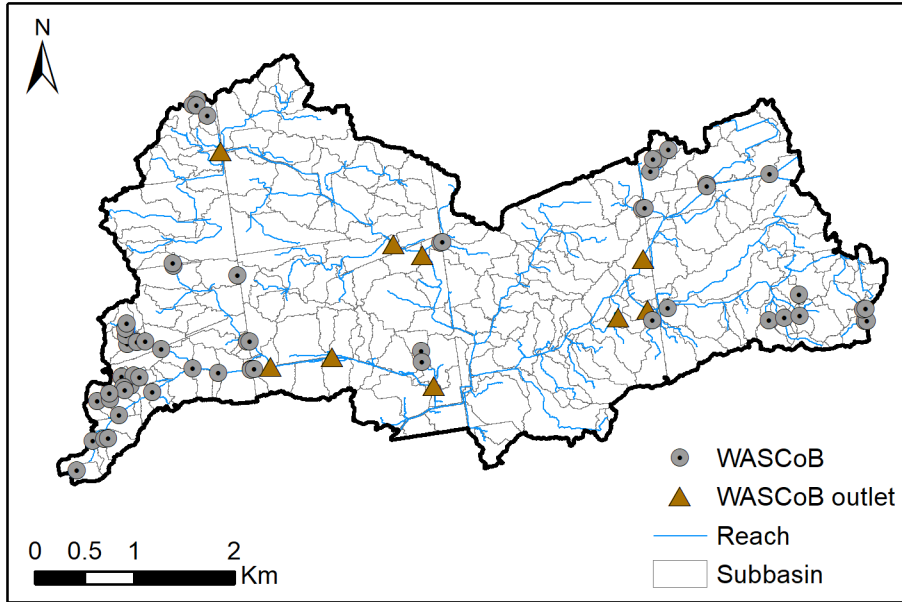 N
WASCoB
WASCoB outlet
Reach
Subbasin
0 0.5 1 2
Km